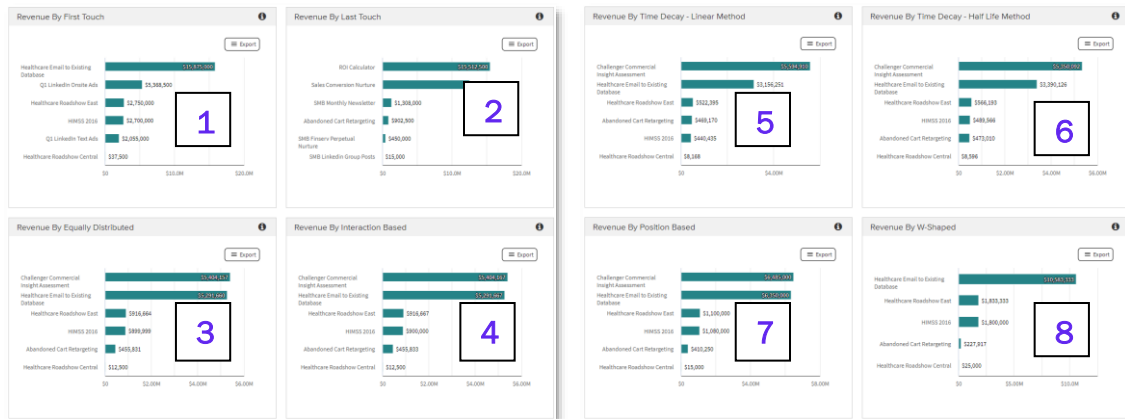 Revenue By First Touch
Export
Healthcare Email to Existing
Database
Q1 LinkedIn Onsite Ads
$5,388,500
Healthcare Roadshow East
$2,750,000
HIMSS 2016
$2,700,000
Q1 LinkedIn Text Ads
$2,055,000
Healthcare Roadshow Central
$37,500
$0
$10.0M
$20.0M
1
Revenue By Last Touch
Export
ROI Calculator
Sales Conversion Nurture
SMB Monthly Newsletter
$1,308,000
Abandoned Cart Retargeting
$902,500
SMB Finserv Perpetual
Nurture
$450,000
SMB LinkedIn Group Posts
$15,000
$0
$10.0M
$20.0M
2
Revenue By Time Decay - Linear Method
Export
Challenger Commercial
Insight Assessment
Healthcare Email to Existing
Database
$3,156,251
Healthcare Roadshow East
$522,395
Abandoned Cart Retargeting
$469,170
HIMSS 2016
$440,435
Healthcare Roadshow Central
$8,168
$0
$4.00M
5
Revenue By Time Decay - Half Life Method
Export
Challenger Commercial
Insight Assessment
Healthcare Email to Existing
Database
$3,390,126
Healthcare Roadshow East
$566,193
HIMSS 2016
$489,566
Abandoned Cart Retargeting
$473,010
Healthcare Roadshow Central
$8,596
$0
$2.00M
$4.00M
$6.00M
6
Revenue By Equally Distributed
Export
Challenger Commercial
Insight Assessment
$5,404,167
Healthcare Email to Existing
Database
Healthcare Roadshow East
$916,664
HIMSS 2016
$899,999
Abandoned Cart Retargeting
$455,831
Healthcare Roadshow Central
$12,500
$0
$2.00M
$4.00M
$6.00M
3
Revenue By Interaction Based
Export
Challenger Commercial
Insight Assessment
$5,404,167
Healthcare Email to Existing
Database
$5,291,667
Healthcare Roadshow East
$916,667
HIMSS 2016
$900,000
Abandoned Cart Retargeting
$455,833
Healthcare Roadshow Central
$12,500
$0
$2.00M
$4.00M
$6.00M
4
Revenue By Position Based
Export
Challenger Commercial
Insight Assessment
Healthcare Email to Existing
Database
Healthcare Roadshow East
$1,100,000
HIMSS 2016
$1,080,000
Abandoned Cart Retargeting
$410,250
Healthcare Roadshow Central
$15,000
$0
$2.00M
$4.00M
$6.00M
$8.00M
7
Revenue By W-Shaped
Export
Healthcare Email to Existing
Database
Healthcare Roadshow East
$1,833,333
HIMSS 2016
$1,800,000
Abandoned Cart Retargeting
$227,917
Healthcare Roadshow Central
$25,000
$0
$5.00M
$10.0M
8